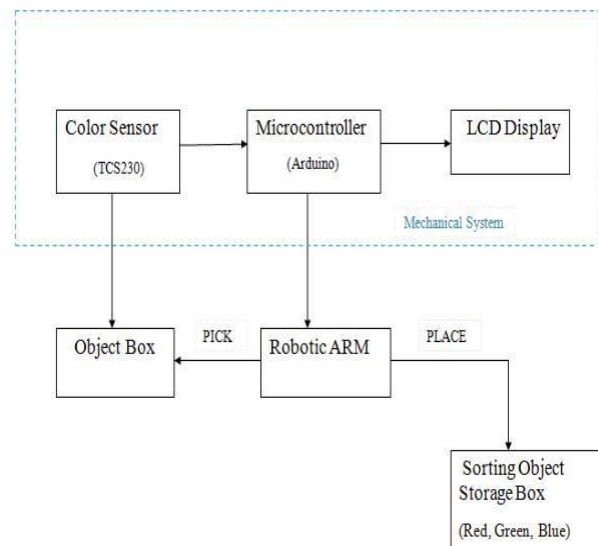 Color Sensor
(TCS230)
Microcontroller
(Arduino)
LCD Display
Mechanical System
Object Box
PICK
Robotic ARM
PLACE
Sorting Object
Storage Box
(Red, Green, Blue)